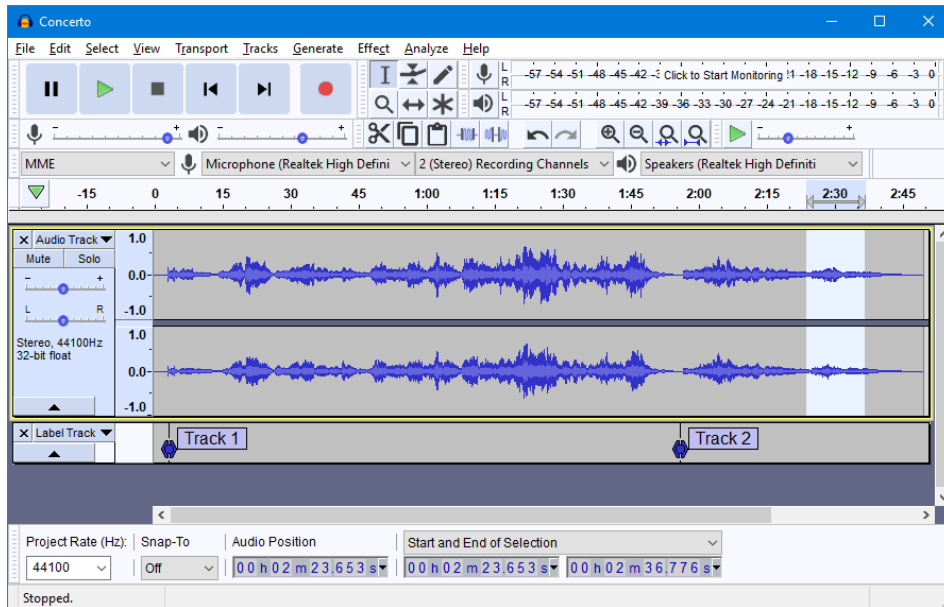 Concerto
File Edit Select View Transport Tracks Generate Effect Analyze Help
L R -57 -54 -51 -48 -45 -42 -3 Click to Start Monitoring !1 -18 -15 -12 -9 -6 -3 0
L R -57 -54 -51 -48 -45 -42 -39 -36 -33 -30 -27 -24 -21 -18 -15 -12 -9 -6 -3 0
- + - + - +
MME Microphone (Realtek High Defini 2 (Stereo) Recording Channels Speakers (Realtek High Definiti
-15 0 15 30 45 1:00 1:15 1:30 1:45 2:00 2:15 2:30 2:45
X Audio Track 1.0
Mute Solo
- + 0.0
L R -1.0
Stereo, 44100Hz 1.0
32-bit float
0.0
-1.0
X Label Track Track 1 Track 2
Project Rate (Hz): Snap-To Audio Position Start and End of Selection
44100 Off 00 h 02 m 23.653 s 00 h 02 m 23.653 s 00 h 02 m 36.776 s
Stopped.